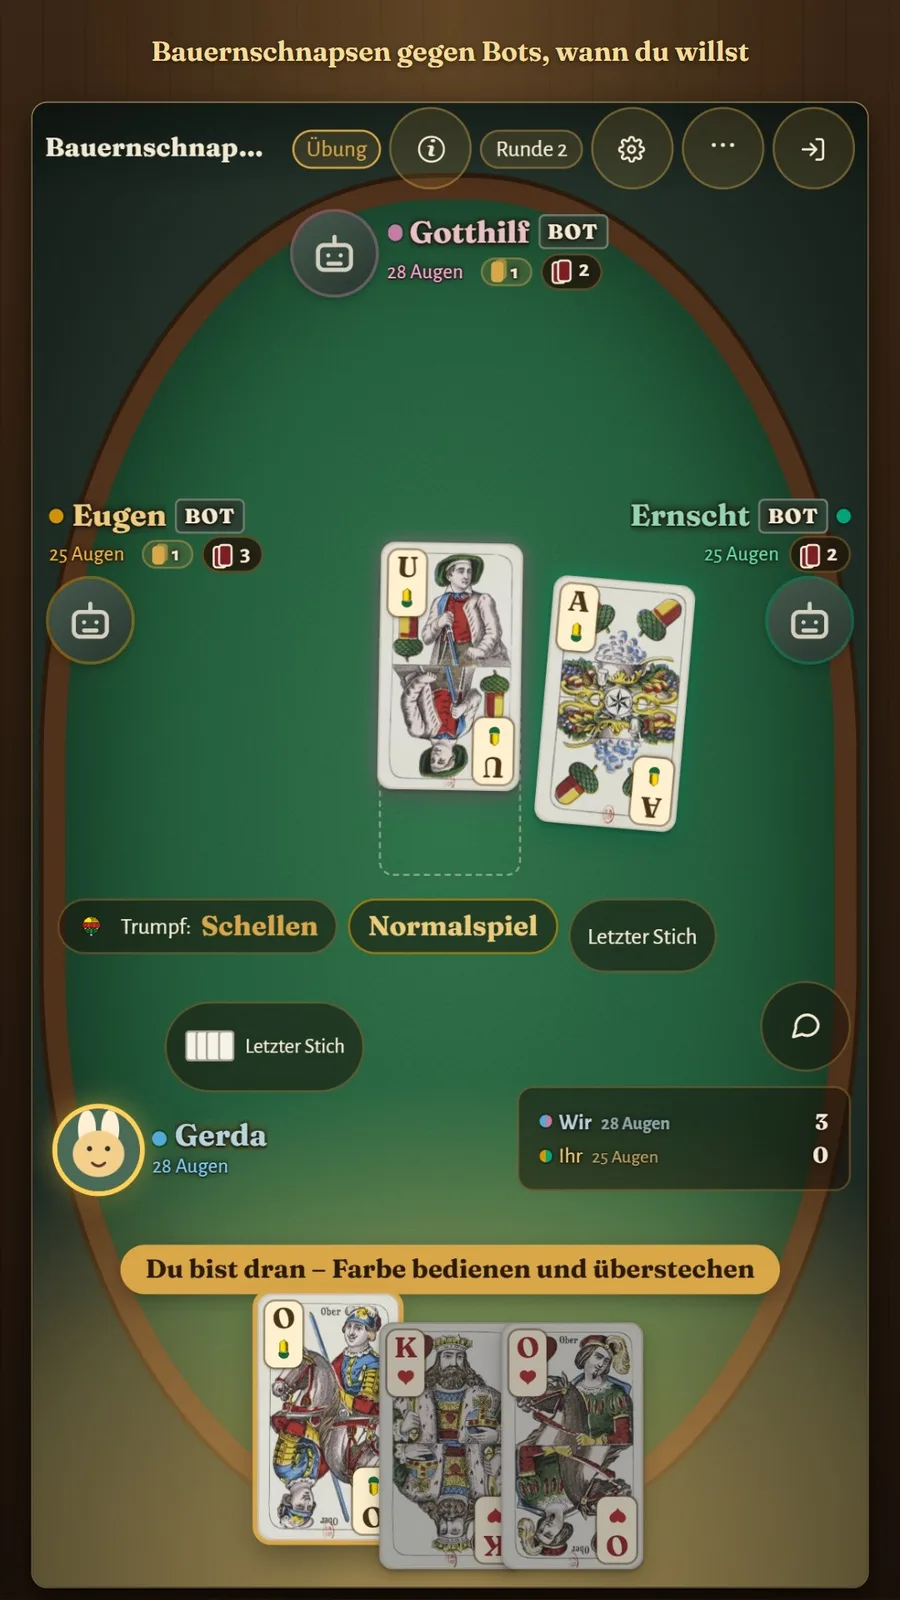 Bauernschnapsen gegen Bots, wann du willst
Bauernschnap... Übung Runde 2 ...
Gotthilf BOT
28 Augen 1 2
Eugen BOT
25 Augen 1 3
Ernscht BOT
25 Augen 2
U
U
A
A
Trumpf: Schellen Normalspiel Letzter Stich
Letzter Stich
Gerda
28 Augen
Wir 28 Augen 3
Ihr 25 Augen 0
Du bist dran – Farbe bedienen und überstechen
O Ober
K
O Ober
O Ober
K
O Ober